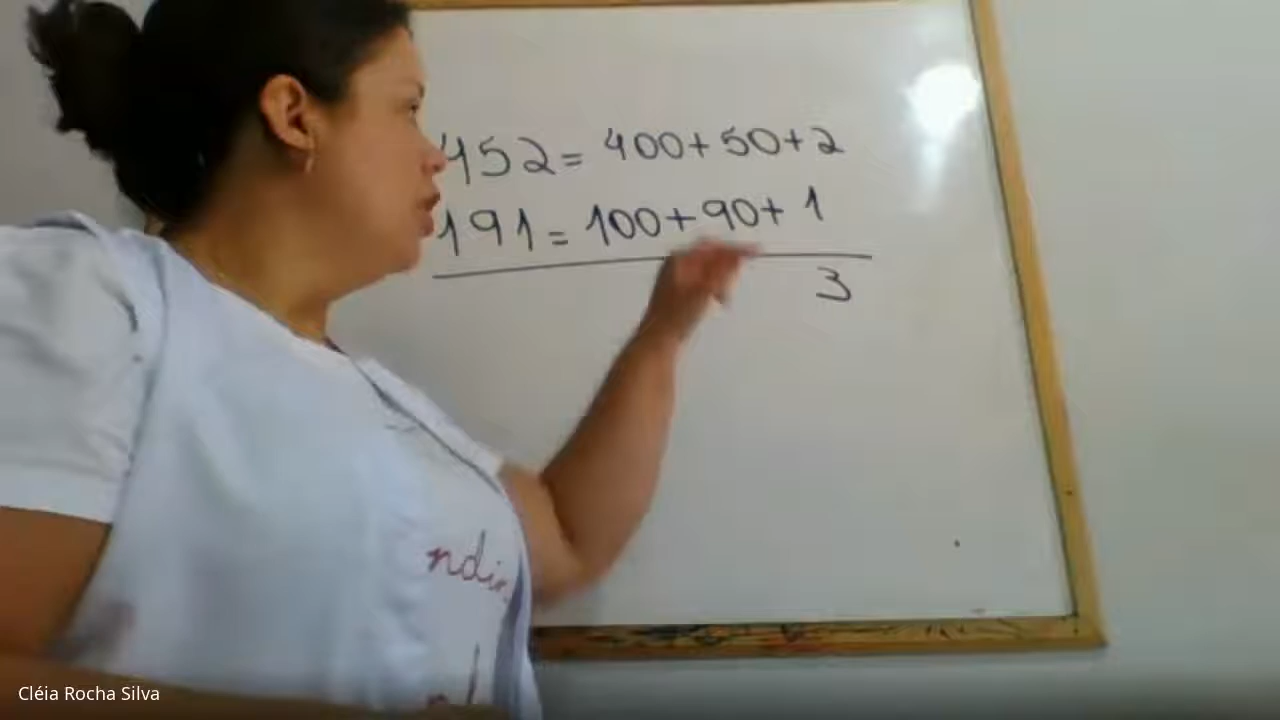 452 = 400+50+2
191 = 100+90+1
3
Cléia Rocha Silva